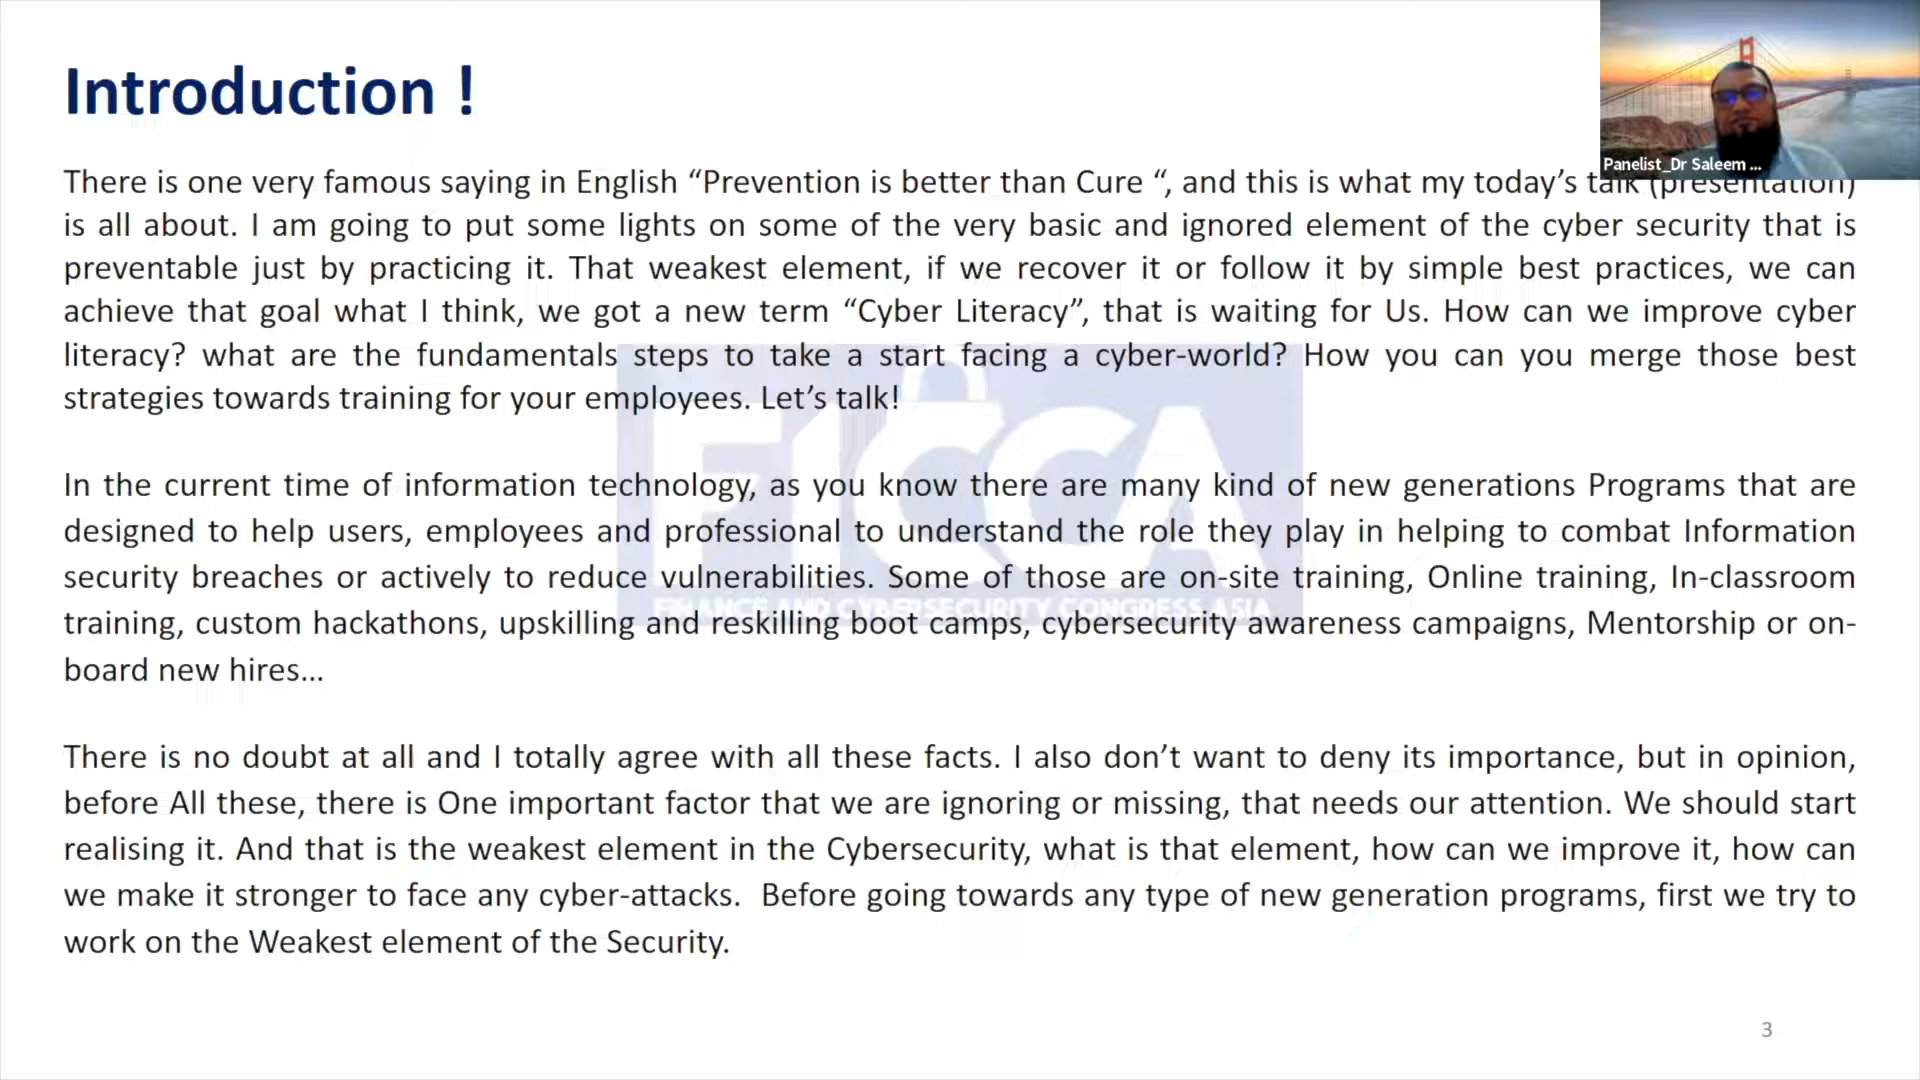 Introduction !
Panelist_Dr Saleem ...
There is one very famous saying in English “Prevention is better than Cure “, and this is what my today’s talk (presentation)
is all about. I am going to put some lights on some of the very basic and ignored element of the cyber security that is
preventable just by practicing it. That weakest element, if we recover it or follow it by simple best practices, we can
achieve that goal what I think, we got a new term “Cyber Literacy”, that is waiting for Us. How can we improve cyber
literacy? what are the fundamentals steps to take a start facing a cyber-world? How you can you merge those best
strategies towards training for your employees. Let’s talk!
In the current time of information technology, as you know there are many kind of new generations Programs that are
designed to help users, employees and professional to understand the role they play in helping to combat Information
security breaches or actively to reduce vulnerabilities. Some of those are on-site training, Online training, In-classroom
training, custom hackathons, upskilling and reskilling boot camps, cybersecurity awareness campaigns, Mentorship or on-
board new hires...
There is no doubt at all and I totally agree with all these facts. I also don’t want to deny its importance, but in opinion,
before All these, there is One important factor that we are ignoring or missing, that needs our attention. We should start
realising it. And that is the weakest element in the Cybersecurity, what is that element, how can we improve it, how can
we make it stronger to face any cyber-attacks.  Before going towards any type of new generation programs, first we try to
work on the Weakest element of the Security.
FICCA
FINANCE AND CYBERSECURITY CONGRESS ASIA
3